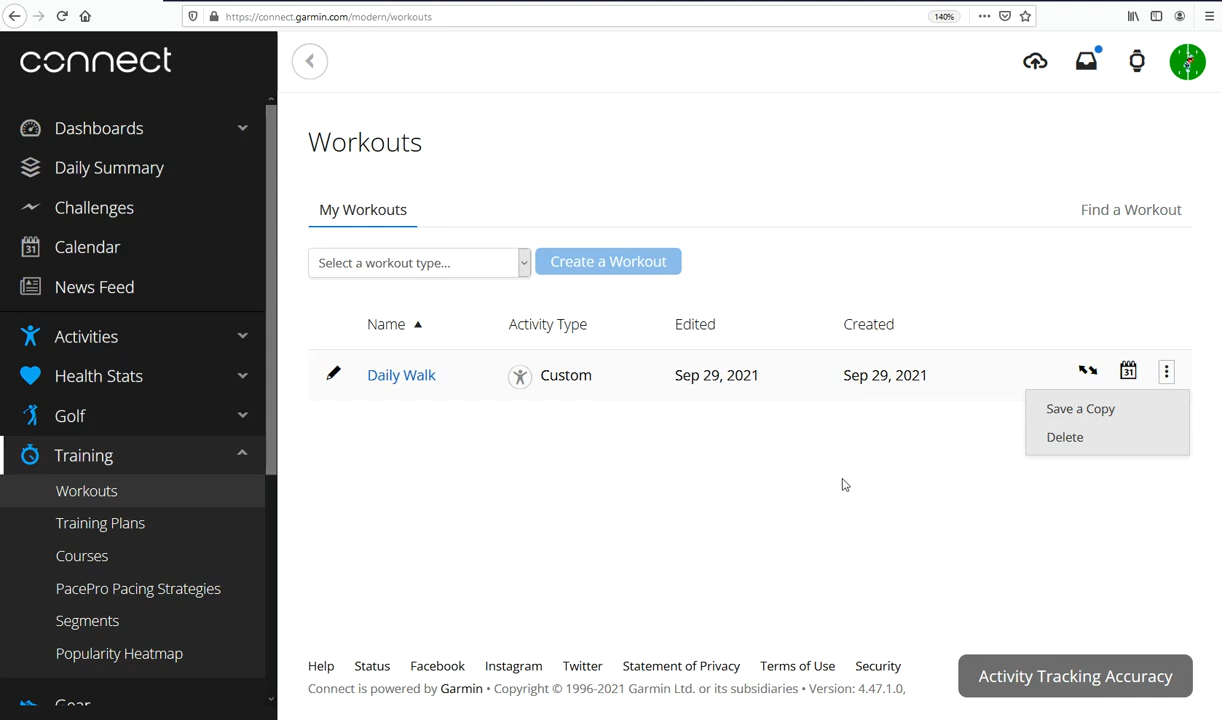 https://connect.garmin.com/modern/workouts
140%
connect
Dashboards
Daily Summary
Challenges
31
Calendar
News Feed
Activities
Health Stats
Golf
Training
Workouts
Training Plans
Courses
PacePro Pacing Strategies
Segments
Popularity Heatmap
Gear
Workouts
My Workouts
Find a Workout
Select a workout type...
Create a Workout
Name ▲ Activity Type Edited Created
Daily Walk Custom Sep 29, 2021 Sep 29, 2021 31
Save a Copy
Delete
Help Status Facebook Instagram Twitter Statement of Privacy Terms of Use Security
Connect is powered by Garmin • Copyright © 1996-2021 Garmin Ltd. or its subsidiaries • Version: 4.47.1.0,
Activity Tracking Accuracy